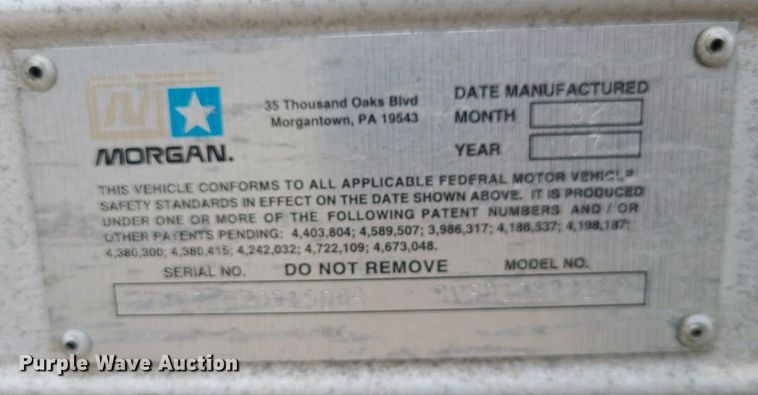 35 Thousand Oaks Blvd
Morgantown, PA 19543
MORGAN.
DATE MANUFACTURED
MONTH 02
YEAR 07
THIS VEHICLE CONFORMS TO ALL APPLICABLE FEDERAL MOTOR VEHICLE
SAFETY STANDARDS IN EFFECT ON THE DATE SHOWN ABOVE. IT IS PRODUCED
UNDER ONE OR MORE OF THE FOLLOWING PATENT NUMBERS AND / OR
OTHER PATENTS PENDING: 4,403,804; 4,589,507; 3,986,317; 4,186,537; 4,198,187;
4,380,300; 4,380,415; 4,242,032; 4,722,109; 4,673,048.
SERIAL NO. DO NOT REMOVE MODEL NO.
Purple Wave Auction